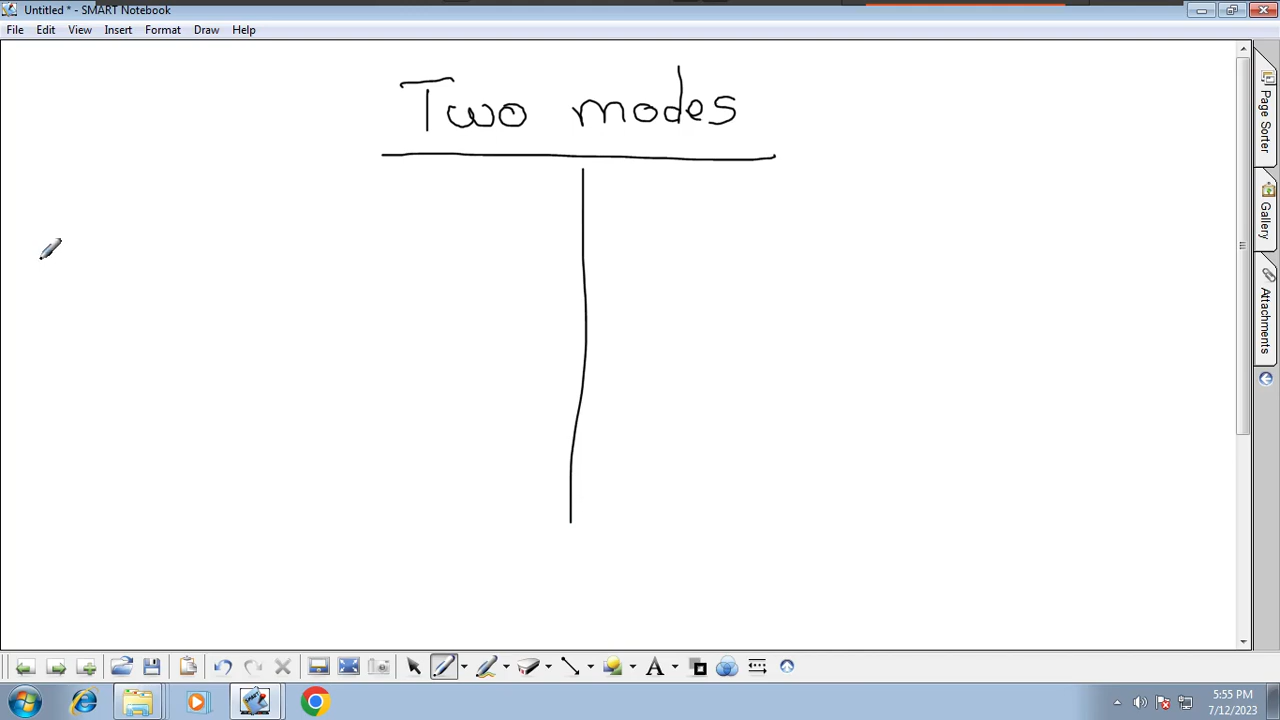 Untitled * - SMART Notebook
File Edit View Insert Format Draw Help
Two modes
Page Sorter
Gallery
Attachments
A
5:55 PM
7/12/2023